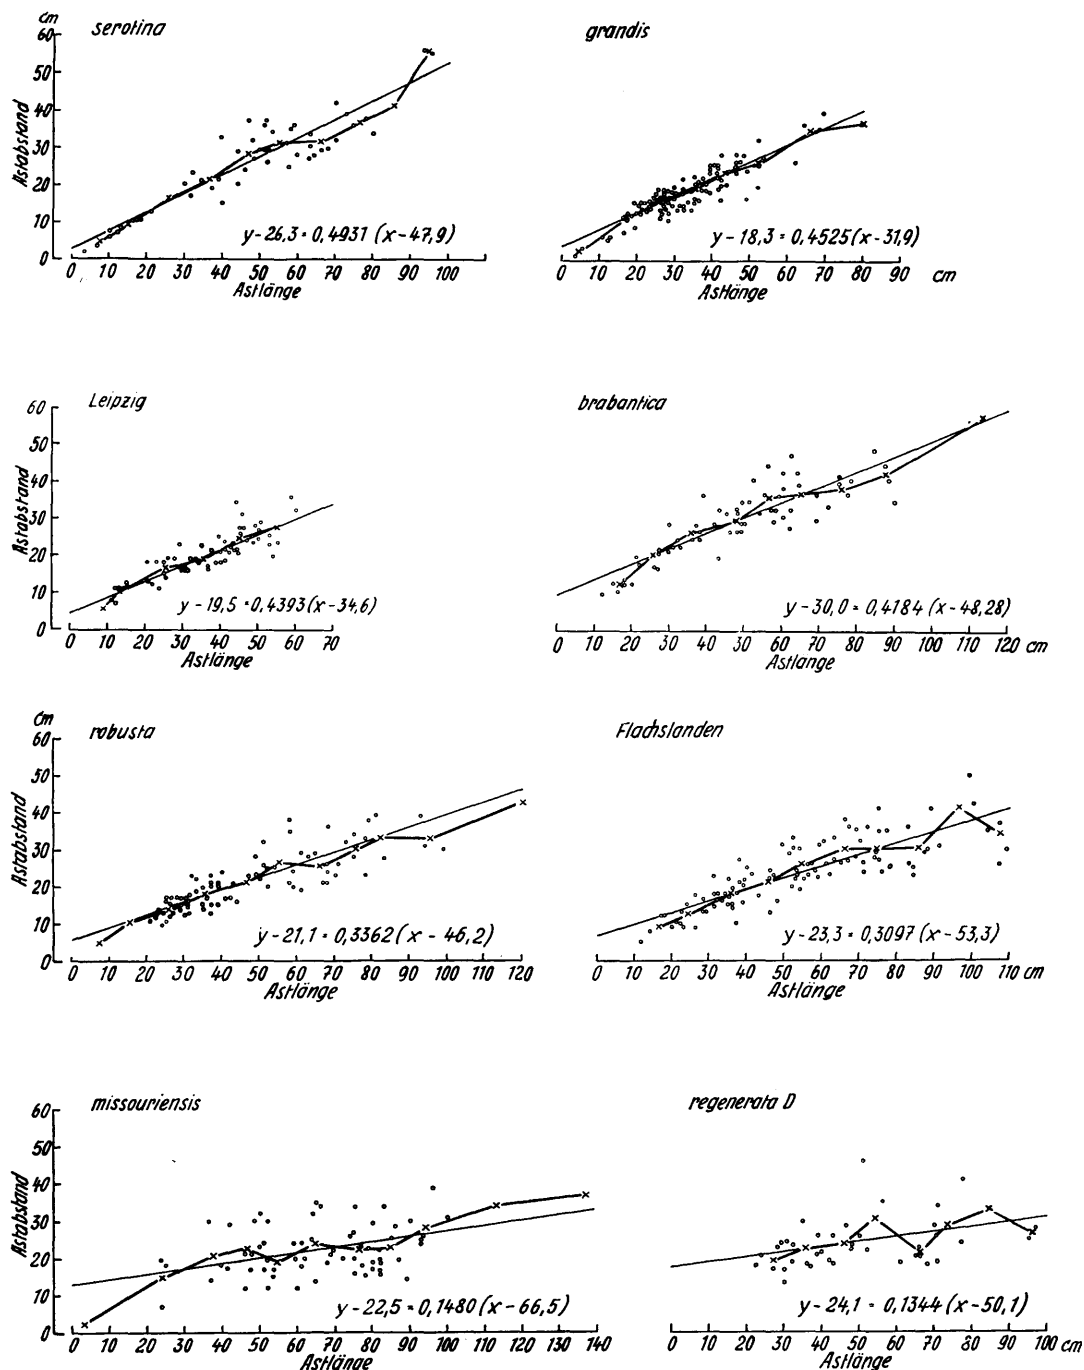 cm
serotina
60
50
40
30
20
10
0
Astabstand
y-26,3=0,4931 (x-47,9)
0 10 20 30 40 50 60 70 80 90 100
Astlänge
grandis
y-18,3=0,4525(x-31,9)
0 10 20 30 40 50 60 70 80 90 cm
Astlänge
Leipzig
60
50
40
30
20
10
0
Astabstand
y-19,5=0,4393(x-34,6)
0 10 20 30 40 50 60 70
Astlänge
brabantica
y-30,0=0,4184 (x-48,28)
0 10 20 30 40 50 60 70 80 90 100 110 120 cm
Astlänge
cm
robusta
60
50
40
30
20
10
0
Astabstand
y-21,1=0,3362(x-46,2)
0 10 20 30 40 50 60 70 80 90 100 120
Astlänge
Flachslanden
y-23,3=0,3097(x-53,3)
0 10 20 30 40 50 60 70 80 90 100 110 cm
Astlänge
missouriensis
60
50
40
30
20
10
0
Astabstand
y-22,5=0,1480(x-66,5)
0 10 20 30 40 50 60 70 80 90 100 110 120 130 140
Astlänge
regenerata D
y-24,1=0,1344(x-50,1)
0 10 20 30 40 50 60 70 80 90 100 cm
Astlänge